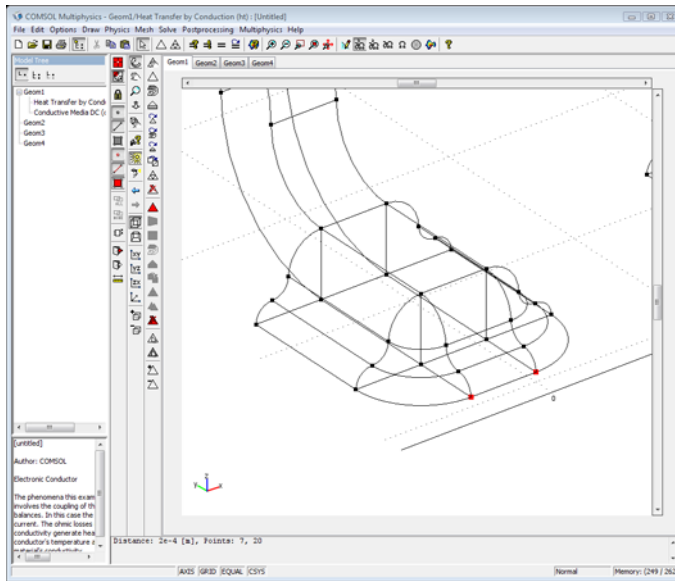 COMSOL Multiphysics - Geom1/Heat Transfer by Conduction (ht) : [Untitled]
File Edit Options Draw Physics Mesh Solve Postprocessing Multiphysics Help
Model Tree
Geom1 Geom2 Geom3 Geom4
Geom1
Heat Transfer by Cond
Conductive Media DC (
Geom2
Geom3
Geom4
0
z
y
x
[untitled]
Author: COMSOL
Electronic Conductor
The phenomena this exam
involves the coupling of th
balances. In this case the
current. The ohmic losses
conductivity generate hea
conductor's temperature a
material's conductivity
Distance: 2e-4 [m], Points: 7, 20
AXIS GRID EQUAL CSYS Normal Memory: (249 / 262